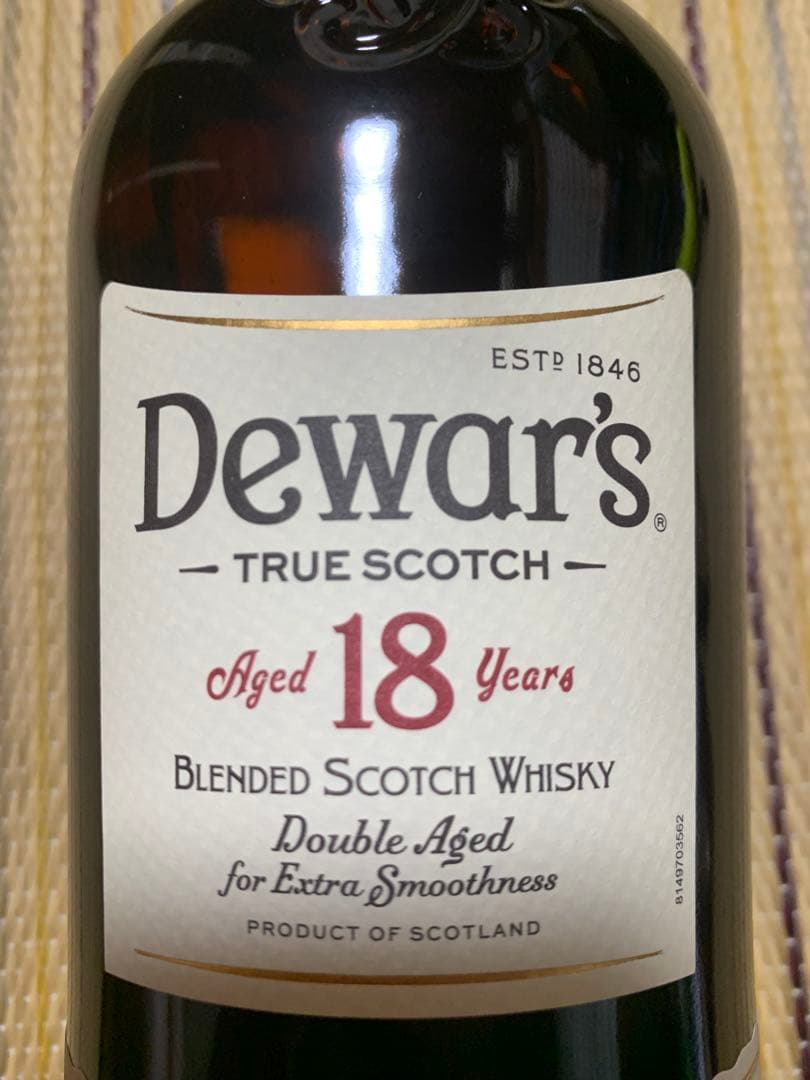 ESTD 1846
Dewar's®
— TRUE SCOTCH —
Aged 18 Years
BLENDED SCOTCH WHISKY
Double Aged
for Extra Smoothness
PRODUCT OF SCOTLAND
8149703562